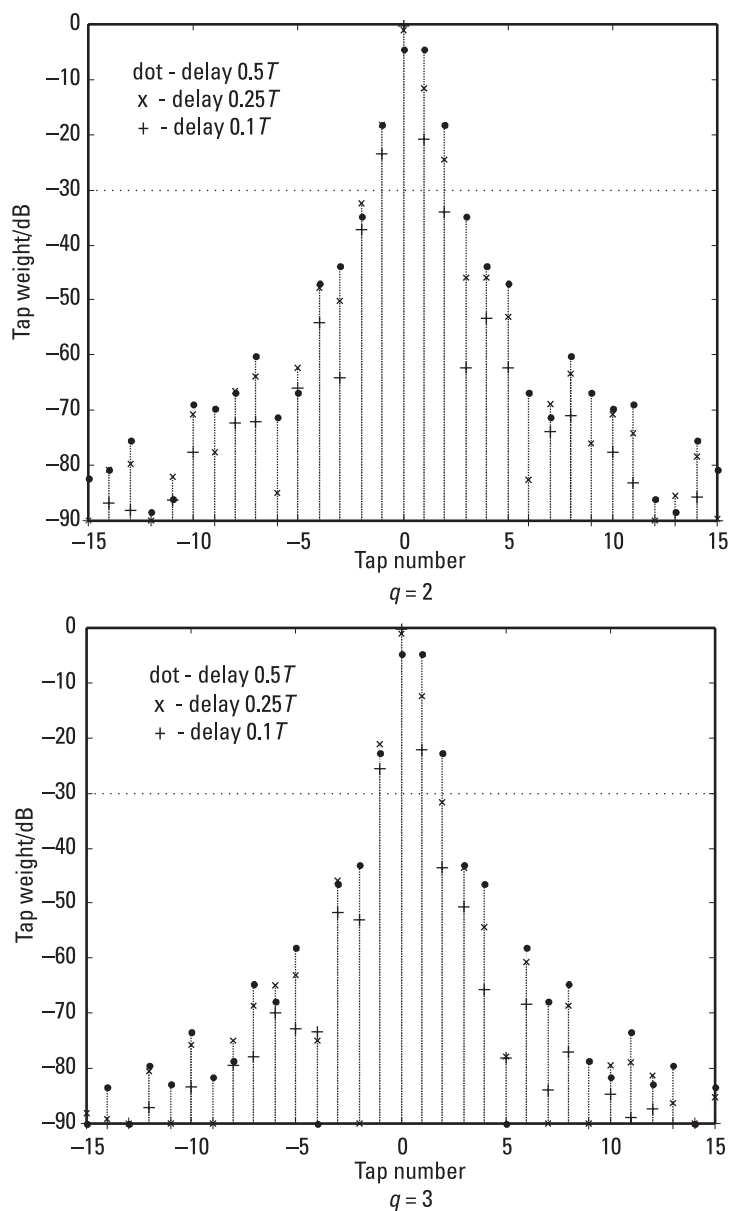 0
−10
−20
−30
−40
−50
−60
−70
−80
−90
Tap weight/dB
dot - delay 0.5T
x - delay 0.25T
+ - delay 0.1T
−15 −10 −5 0 5 10 15
Tap number
q = 2
0
−10
−20
−30
−40
−50
−60
−70
−80
−90
Tap weight/dB
dot - delay 0.5T
x - delay 0.25T
+ - delay 0.1T
−15 −10 −5 0 5 10 15
Tap number
q = 3